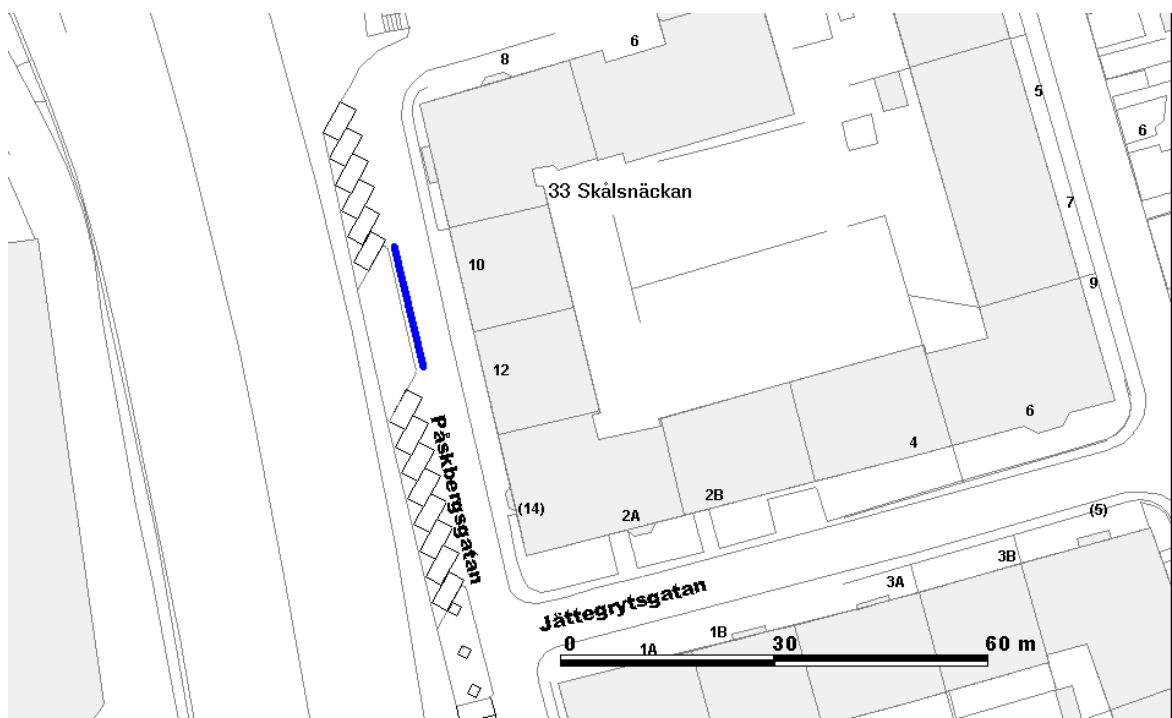 6
8
5
6
33 Skålsnäckan
7
10
9
12
6
4
2B
(14)
2A
(5)
Påskbergsgatan
3B
3A
Jättegrytsgatan
1B
1A
0 30 60 m